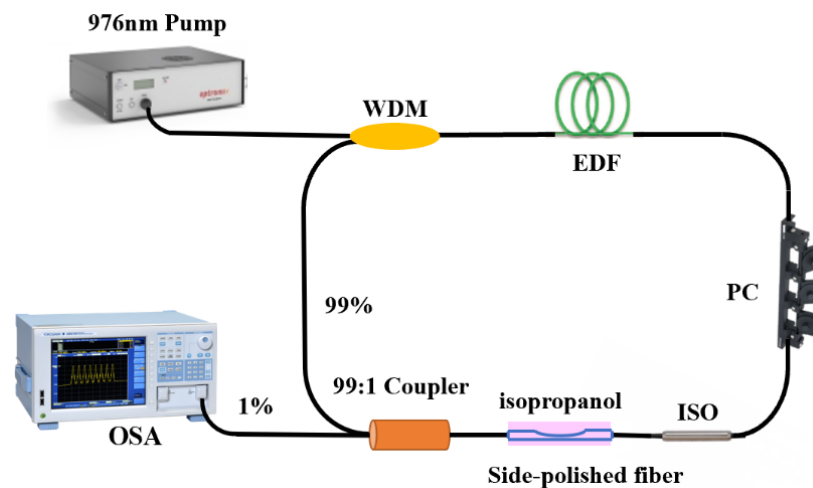 976nm Pump
WDM
EDF
PC
99%
99:1 Coupler
isopropanol
ISO
1%
OSA
Side-polished fiber